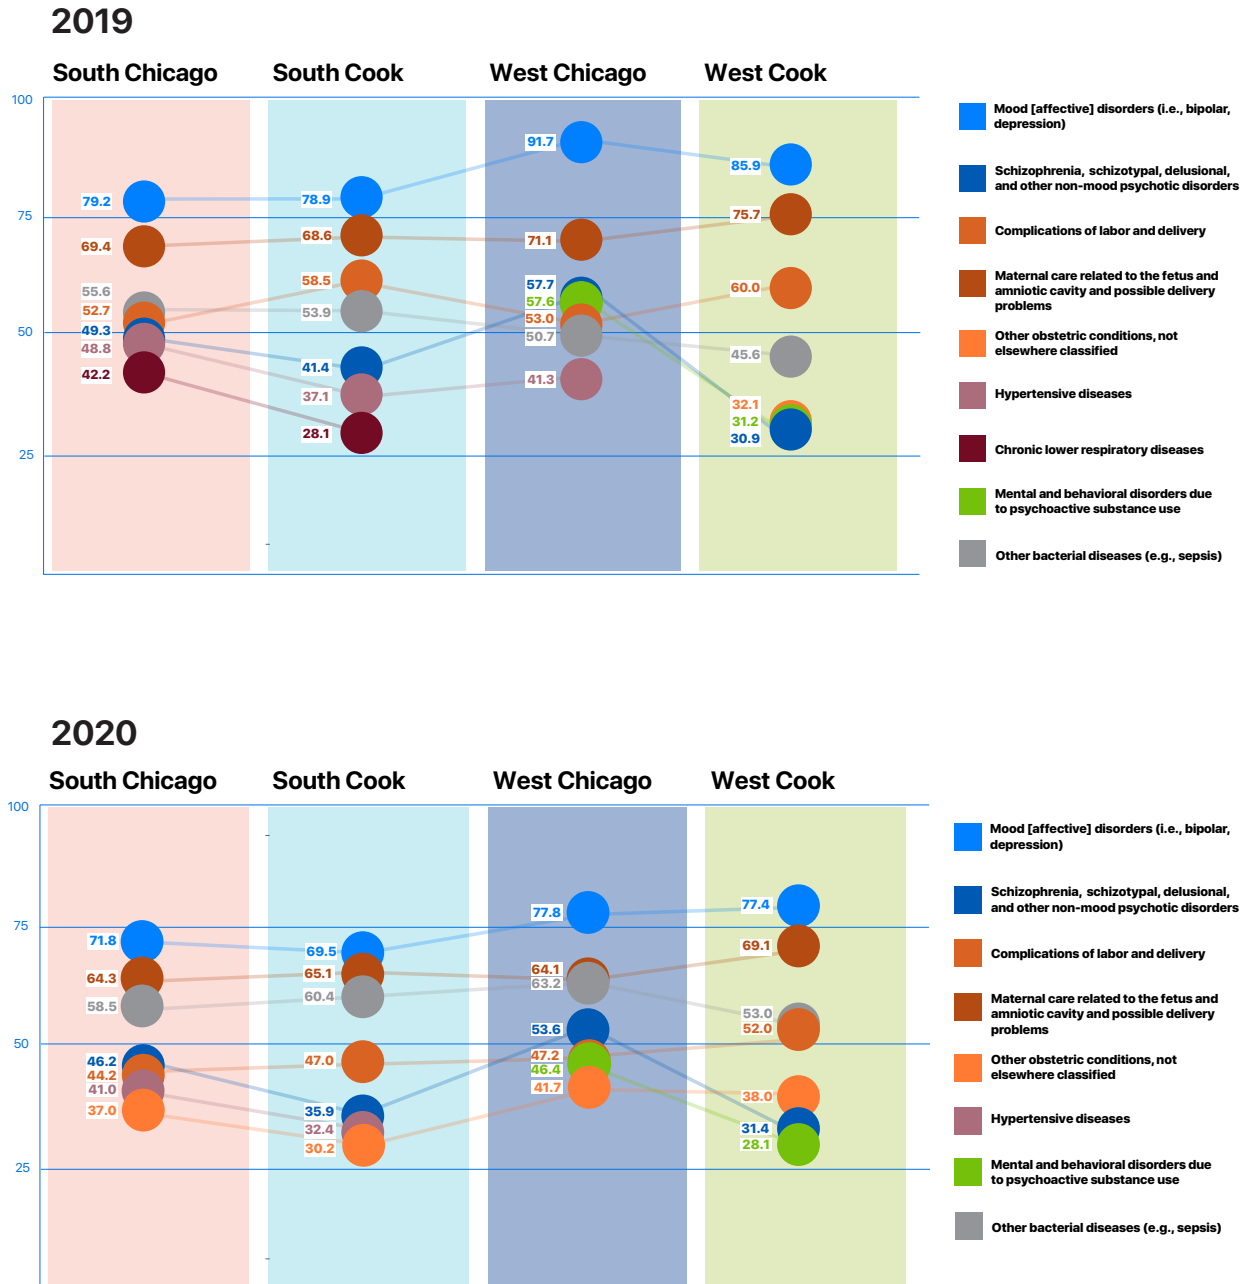 2019
South Chicago
South Cook
West Chicago
West Cook
100
75
50
25
79.2
69.4
55.6
52.7
49.3
48.8
42.2
78.9
68.6
58.5
53.9
41.4
37.1
28.1
91.7
71.1
57.7
57.6
53.0
50.7
41.3
85.9
75.7
60.0
45.6
32.1
31.2
30.9
Mood [affective] disorders (i.e., bipolar,
depression)
Schizophrenia, schizotypal, delusional,
and other non-mood psychotic disorders
Complications of labor and delivery
Maternal care related to the fetus and
amniotic cavity and possible delivery
problems
Other obstetric conditions, not
elsewhere classified
Hypertensive diseases
Chronic lower respiratory diseases
Mental and behavioral disorders due
to psychoactive substance use
Other bacterial diseases (e.g., sepsis)
2020
South Chicago
South Cook
West Chicago
West Cook
100
75
50
25
71.8
64.3
58.5
46.2
44.2
41.0
37.0
69.5
65.1
60.4
47.0
35.9
32.4
30.2
77.8
64.1
63.2
53.6
47.2
46.4
41.7
77.4
69.1
53.0
52.0
38.0
31.4
28.1
Mood [affective] disorders (i.e., bipolar,
depression)
Schizophrenia, schizotypal, delusional,
and other non-mood psychotic disorders
Complications of labor and delivery
Maternal care related to the fetus and
amniotic cavity and possible delivery
problems
Other obstetric conditions, not
elsewhere classified
Hypertensive diseases
Mental and behavioral disorders due
to psychoactive substance use
Other bacterial diseases (e.g., sepsis)